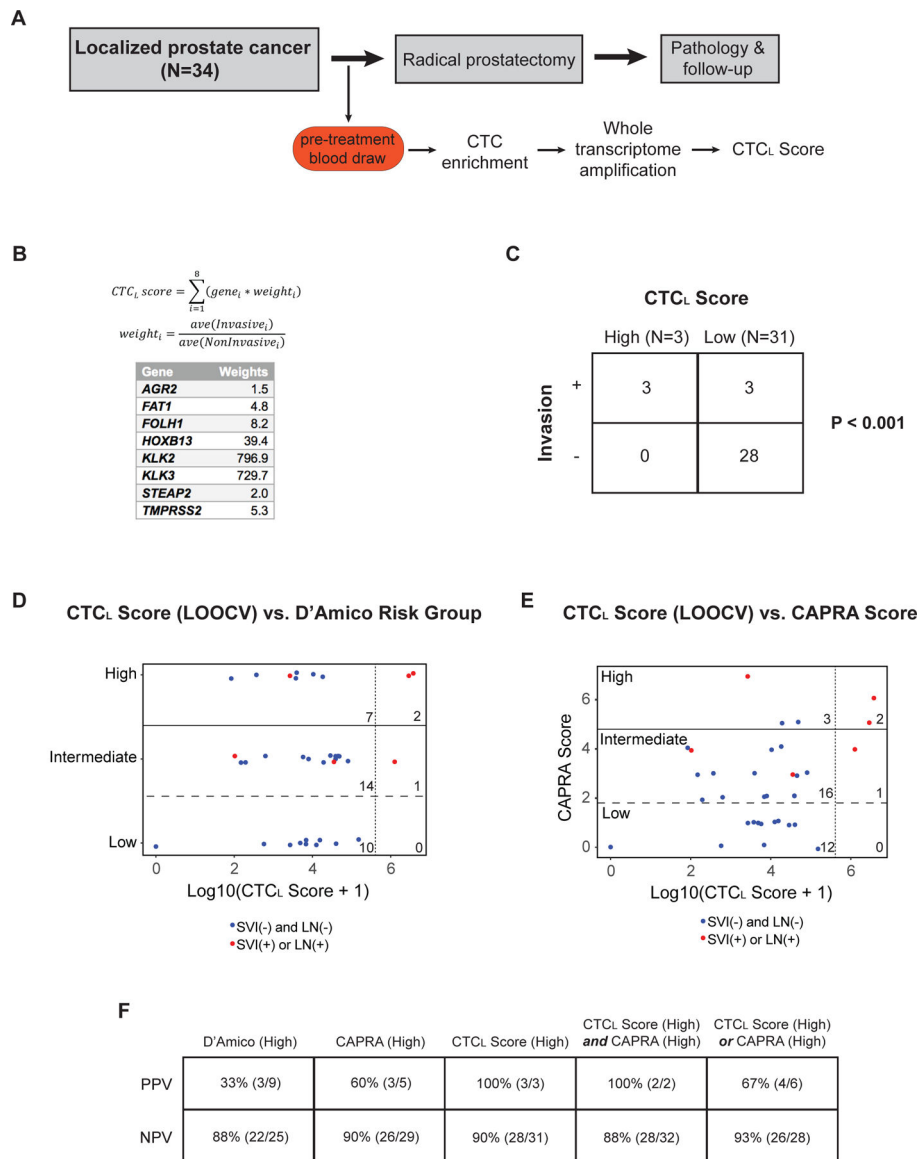 A
Localized prostate cancer
(N=34)
Radical prostatectomy
Pathology &
follow-up
pre-treatment
blood draw
CTC
enrichment
Whole
transcriptome
amplification
CTCL Score
B
CTC_L score = \sum_{i=1}^{8} (gene_i * weight_i)
weight_i = ave(Invasive_i) / ave(NonInvasive_i)
Gene Weights
AGR2 1.5
FAT1 4.8
FOLH1 8.2
HOXB13 39.4
KLK2 796.9
KLK3 729.7
STEAP2 2.0
TMPRSS2 5.3
C
CTCL Score
High (N=3) Low (N=31)
Invasion
+ 3 3
- 0 28
P < 0.001
D
CTCL Score (LOOCV) vs. D'Amico Risk Group
High
7 2
Intermediate
14 1
Low
10 0
0 2 4 6
Log10(CTCL Score + 1)
SVI(-) and LN(-)
SVI(+) or LN(+)
E
CTCL Score (LOOCV) vs. CAPRA Score
CAPRA Score
6
4
2
0
High
3 2
Intermediate
16 1
Low
12 0
0 2 4 6
Log10(CTCL Score + 1)
SVI(-) and LN(-)
SVI(+) or LN(+)
F
D'Amico (High) CAPRA (High) CTCL Score (High) CTCL Score (High) and CAPRA (High) CTCL Score (High) or CAPRA (High)
PPV 33% (3/9) 60% (3/5) 100% (3/3) 100% (2/2) 67% (4/6)
NPV 88% (22/25) 90% (26/29) 90% (28/31) 88% (28/32) 93% (26/28)